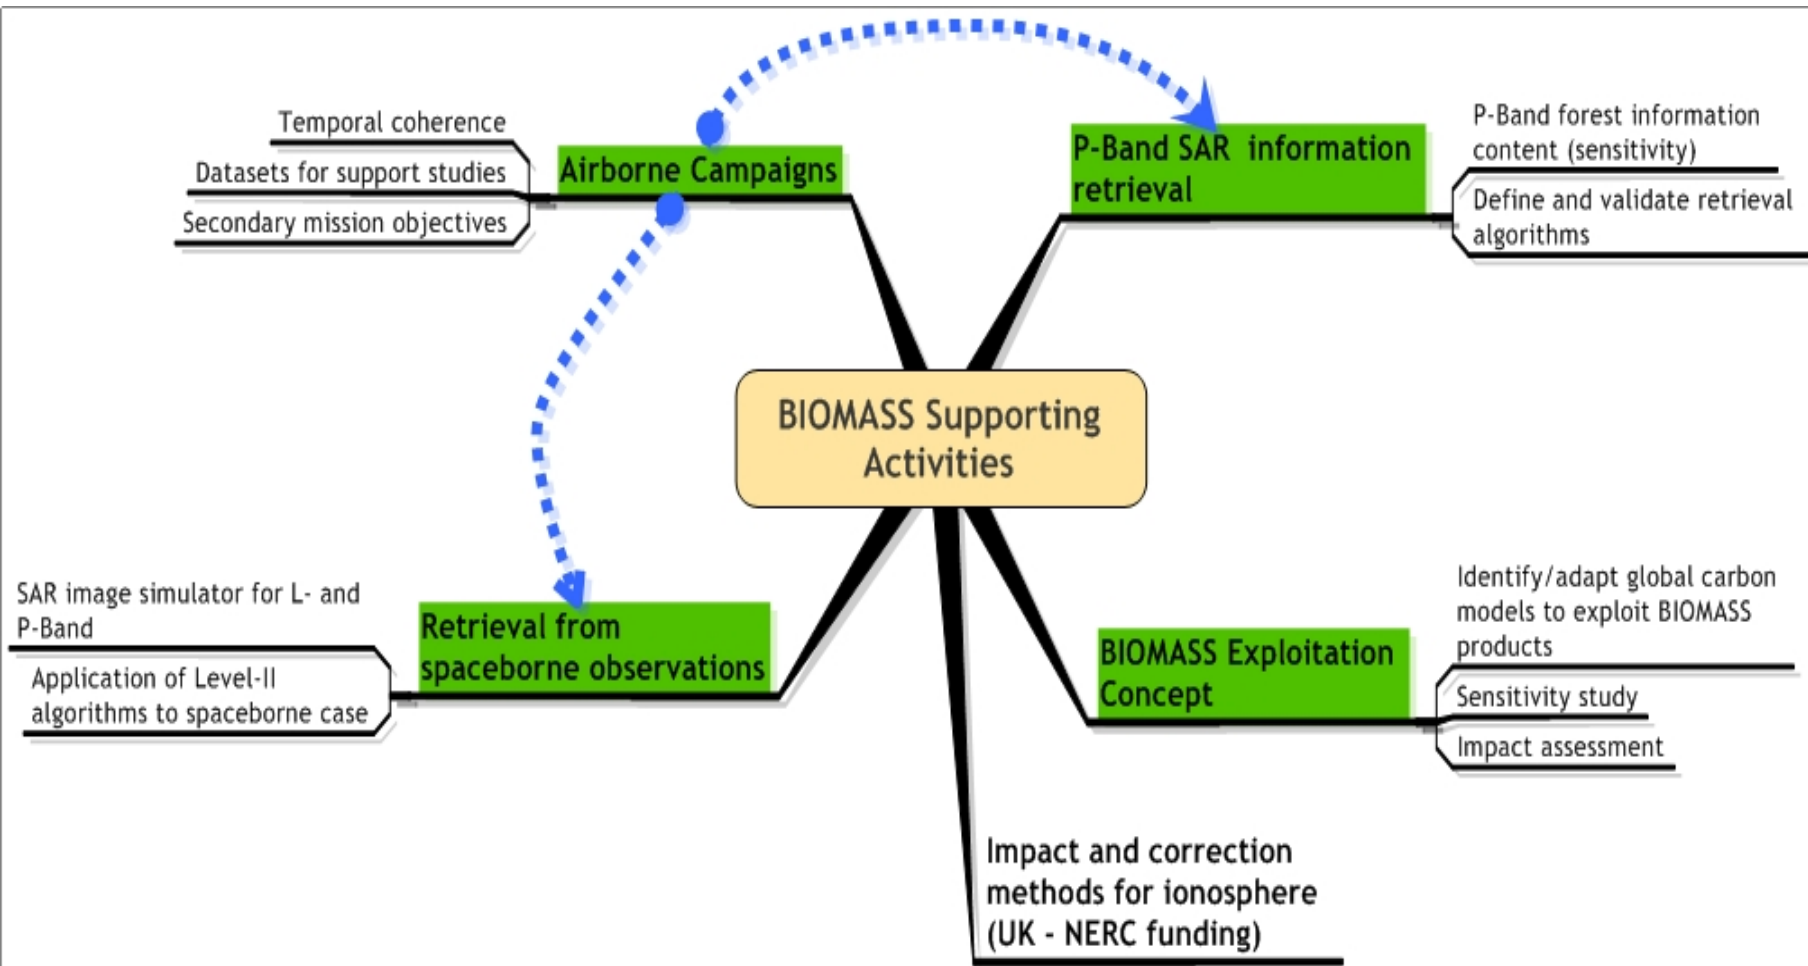 Temporal coherence
Datasets for support studies
Secondary mission objectives
Airborne Campaigns
P-Band SAR information
retrieval
P-Band forest information
content (sensitivity)
Define and validate retrieval
algorithms
BIOMASS Supporting
Activities
SAR image simulator for L- and
P-Band
Application of Level-II
algorithms to spaceborne case
Retrieval from
spaceborne observations
BIOMASS Exploitation
Concept
Identify/adapt global carbon
models to exploit BIOMASS
products
Sensitivity study
Impact assessment
Impact and correction
methods for ionosphere
(UK - NERC funding)